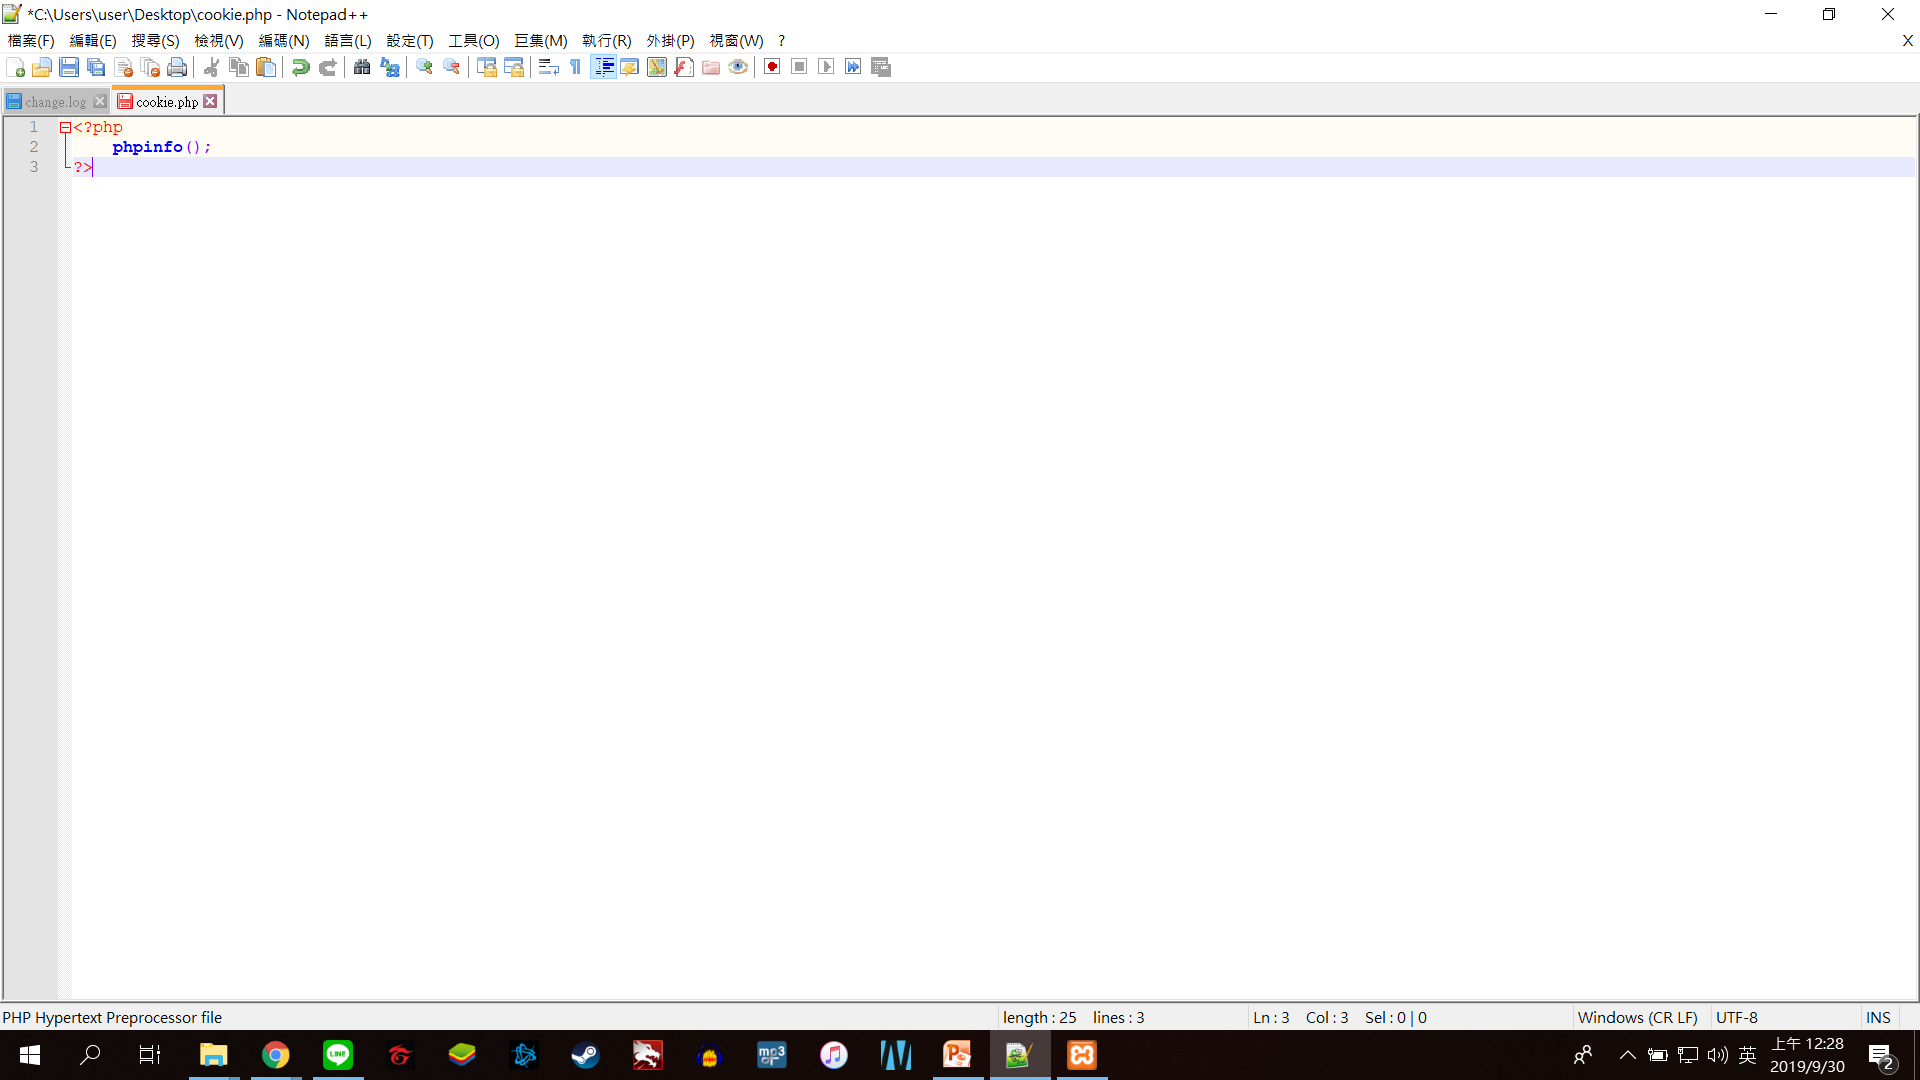 *C:\Users\user\Desktop\cookie.php - Notepad++
檔案(F) 編輯(E) 搜尋(S) 檢視(V) 編碼(N) 語言(L) 設定(T) 工具(O) 巨集(M) 執行(R) 外掛(P) 視窗(W) ? X
change.log cookie.php
1 <?php
2 phpinfo();
3 ?>
PHP Hypertext Preprocessor file length : 25 lines : 3 Ln : 3 Col : 3 Sel : 0 | 0 Windows (CR LF) UTF-8 INS
LINE mp3 英 上午 12:28
2019/9/30 2